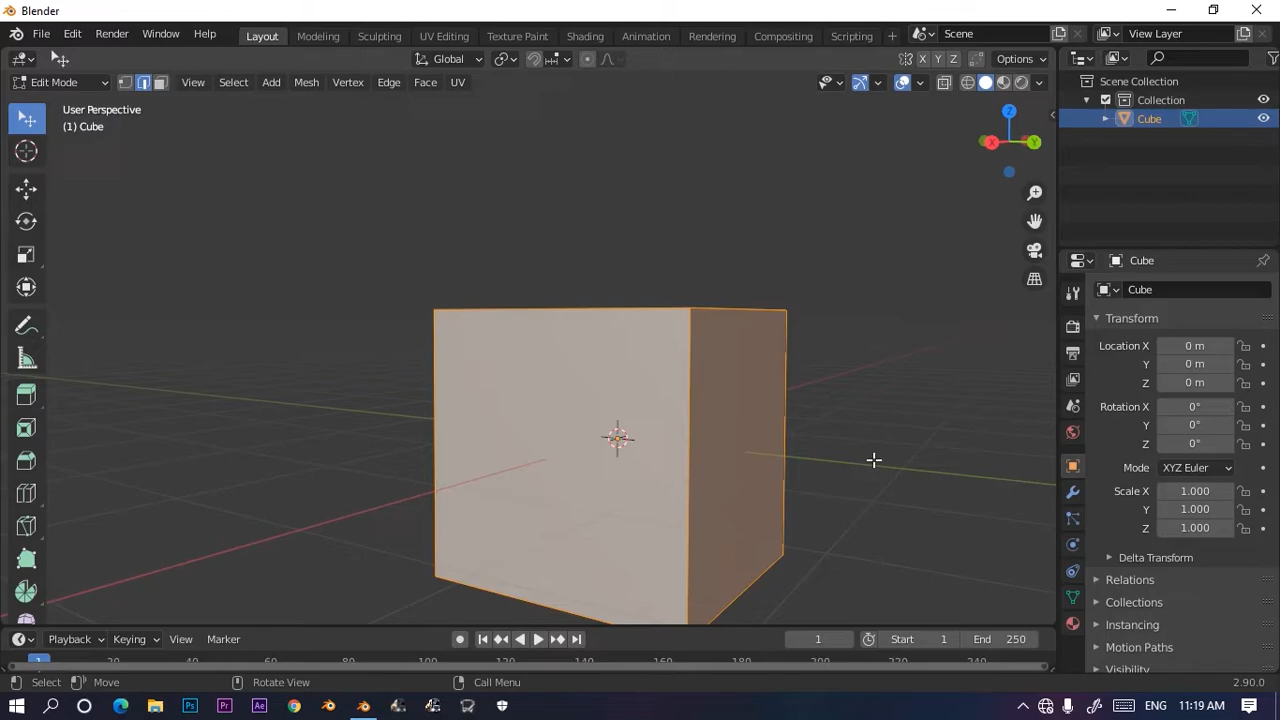 Blender
File Edit Render Window Help Layout Modeling Sculpting UV Editing Texture Paint Shading Animation Rendering Compositing Scripting + Scene View Layer
Global X Y Z Options
Edit Mode View Select Add Mesh Vertex Edge Face UV
Scene Collection
Collection
Cube
User Perspective
(1) Cube
Z
X Y
Cube
Cube
Transform
Location X 0 m
Y 0 m
Z 0 m
Rotation X 0°
Y 0°
Z 0°
Mode XYZ Euler
Scale X 1.000
Y 1.000
Z 1.000
Delta Transform
Relations
Collections
Instancing
Motion Paths
Visibility
Playback Keying View Marker 1 Start 1 End 250
1 20 40 60 80 100 120 140 160 180 200 220 240
Select Move Rotate View Call Menu 2.90.0
Ps Pr Ae ENG 11:19 AM